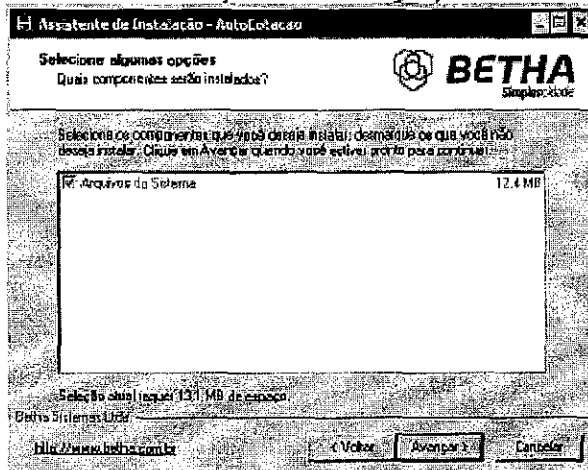 Assistente de Instalação - AutoCotacao
Selecione algumas opções
Quais componentes serão instalados?
BETHA
Simplesidade
Selecione os componentes que você deseja instalar; desmarque os que você não
deseja instalar. Clique em Avançar quando você estiver pronto para continuar.
Arquivos do Sistema 12.4 MB
Seleção atual requer 13.1 MB de espaço
Betha Sistemas Ltda
http://www.betha.com.br
< Voltar Avançar > Cancelar